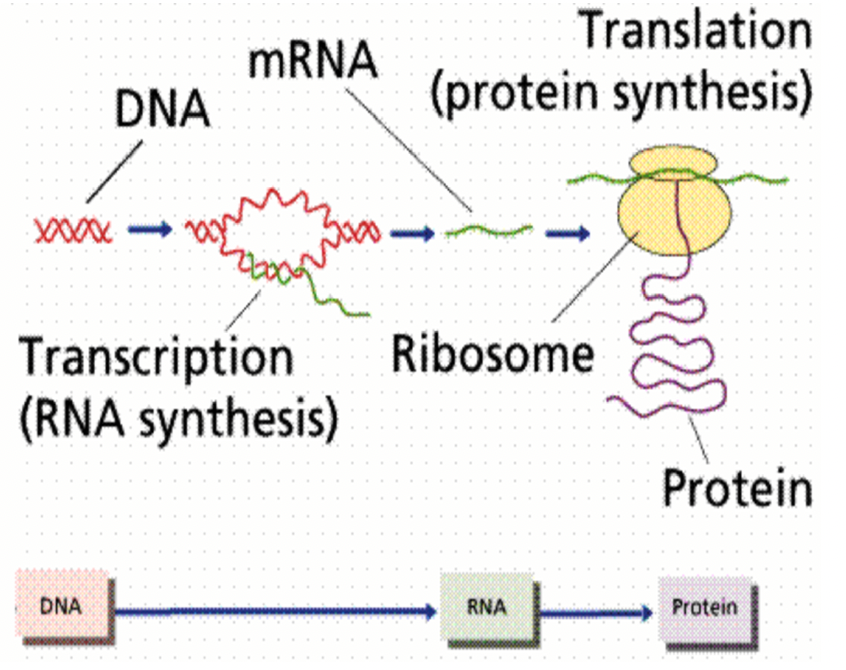 Translation
(protein synthesis)
mRNA
DNA
Transcription
(RNA synthesis)
Ribosome
Protein
DNA
RNA
Protein